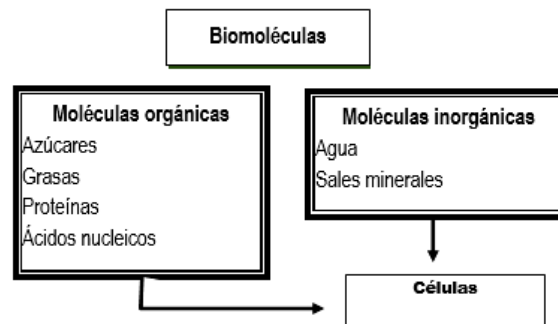 Biomoléculas
Moléculas orgánicas
Azúcares
Grasas
Proteínas
Ácidos nucleicos
Moléculas inorgánicas
Agua
Sales minerales
Células